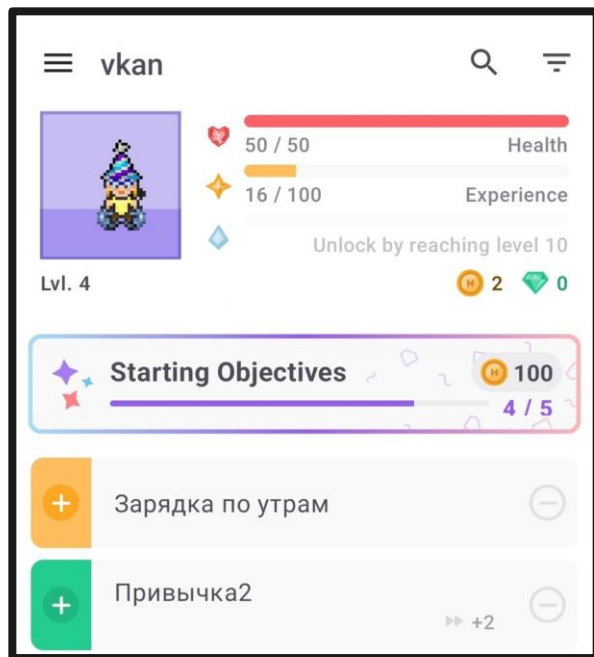 vkan
50 / 50 Health
16 / 100 Experience
Unlock by reaching level 10
Lvl. 4 H 2 0
Starting Objectives H 100
4 / 5
Зарядка по утрам
Привычка2
+2